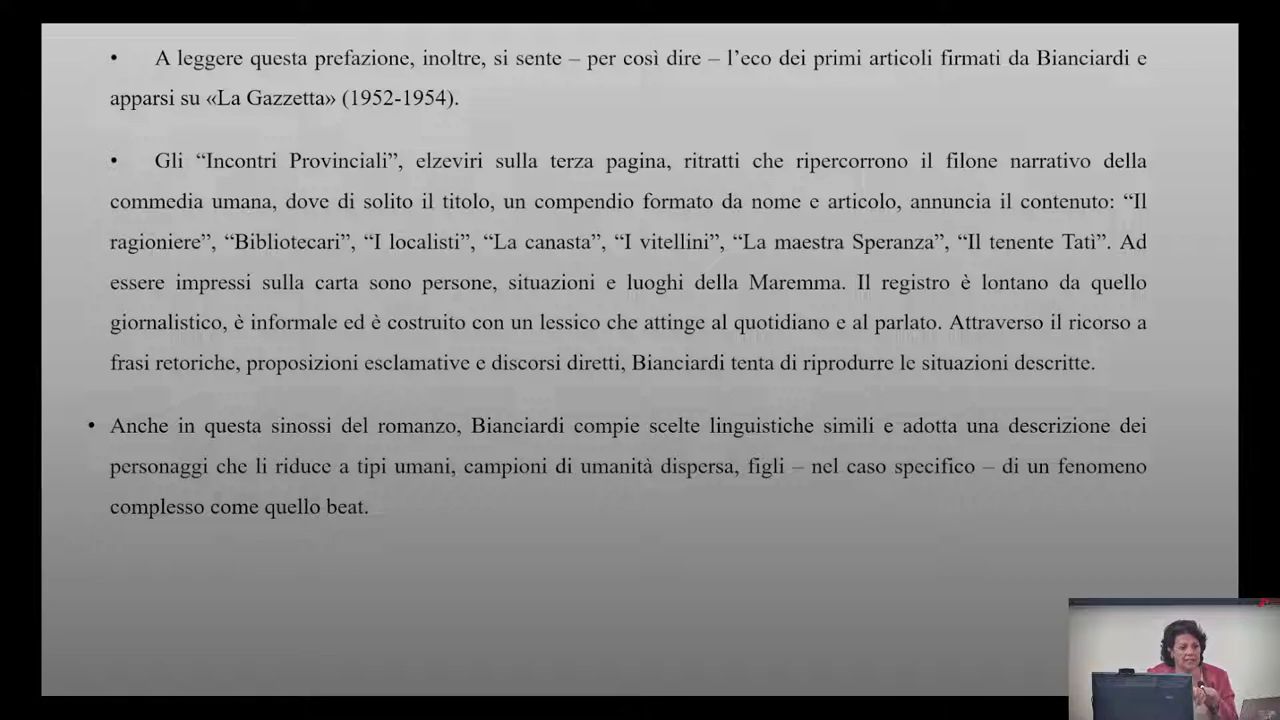 • A leggere questa prefazione, inoltre, si sente – per così dire – l’eco dei primi articoli firmati da Bianciardi e
apparsi su «La Gazzetta» (1952-1954).
• Gli “Incontri Provinciali”, elzeviri sulla terza pagina, ritratti che ripercorrono il filone narrativo della
commedia umana, dove di solito il titolo, un compendio formato da nome e articolo, annuncia il contenuto: “Il
ragioniere”, “Bibliotecari”, “I localisti”, “La canasta”, “I vitellini”, “La maestra Speranza”, “Il tenente Tati”. Ad
essere impressi sulla carta sono persone, situazioni e luoghi della Maremma. Il registro è lontano da quello
giornalistico, è informale ed è costruito con un lessico che attinge al quotidiano e al parlato. Attraverso il ricorso a
frasi retoriche, proposizioni esclamative e discorsi diretti, Bianciardi tenta di riprodurre le situazioni descritte.
• Anche in questa sinossi del romanzo, Bianciardi compie scelte linguistiche simili e adotta una descrizione dei
personaggi che li riduce a tipi umani, campioni di umanità dispersa, figli – nel caso specifico – di un fenomeno
complesso come quello beat.